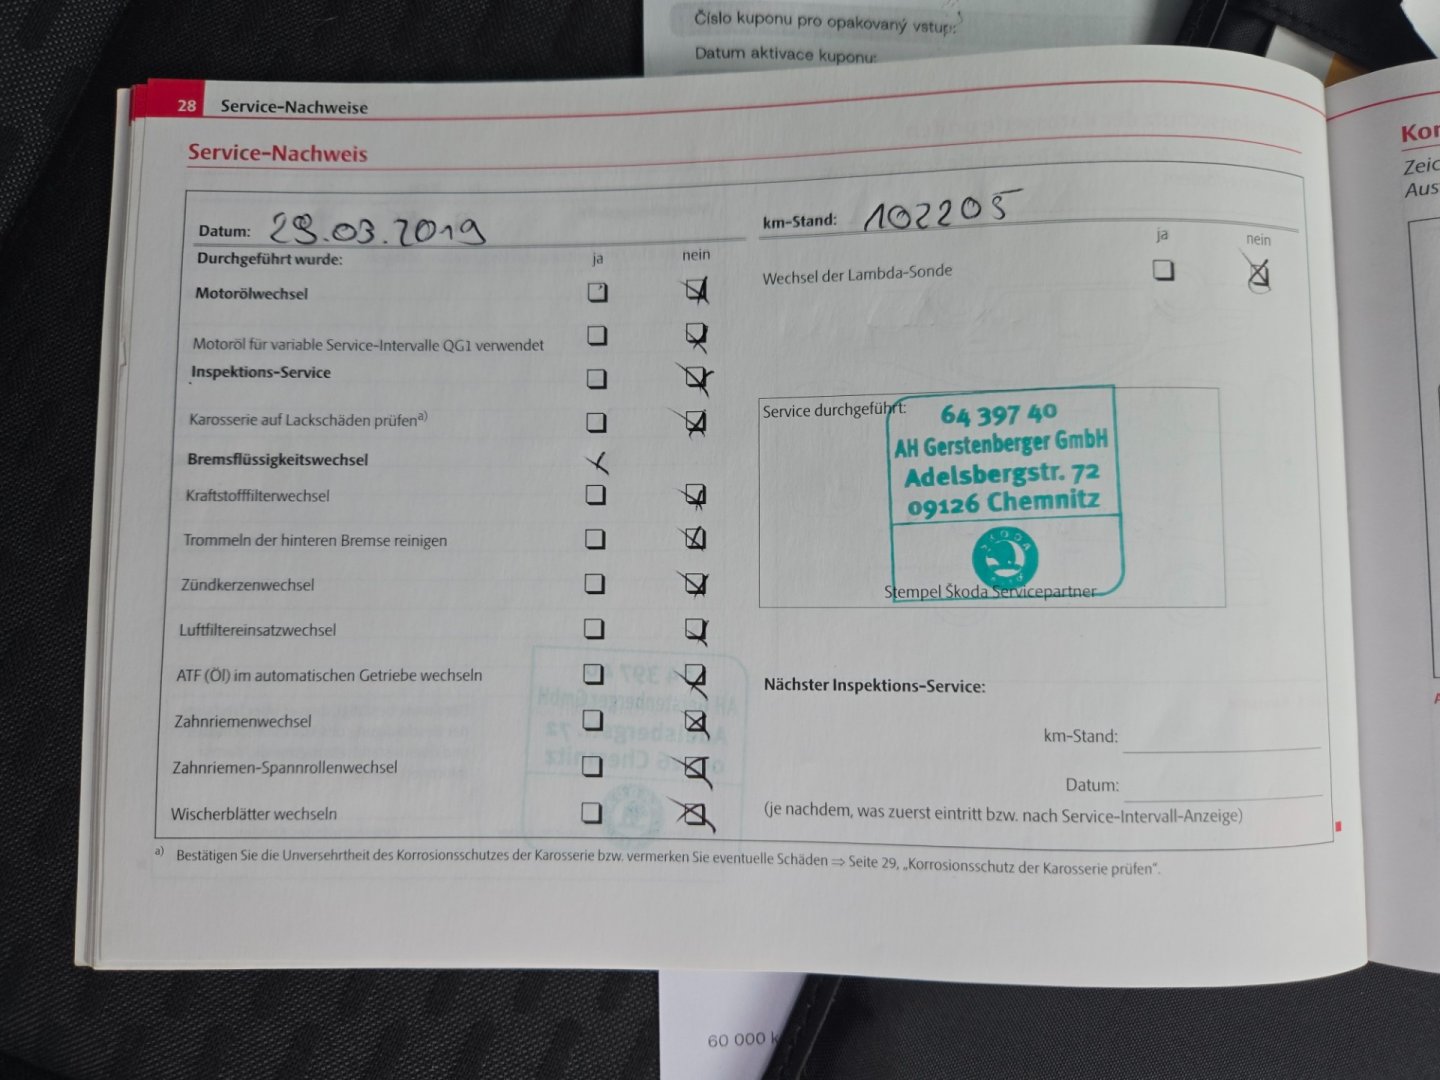 Číslo kuponu pro opakovaný vstup:
Datum aktivace kuponu:
28 Service-Nachweise
Service-Nachweis
Datum: 29.03.2019
Durchgeführt wurde: ja nein
Motorölwechsel
Motoröl für variable Service-Intervalle QG1 verwendet
Inspektions-Service
Karosserie auf Lackschäden prüfen a)
Bremsflüssigkeitswechsel
Kraftstofffilterwechsel
Trommeln der hinteren Bremse reinigen
Zündkerzenwechsel
Luftfiltereinsatzwechsel
ATF (Öl) im automatischen Getriebe wechseln
Zahnriemenwechsel
Zahnriemen-Spannrollenwechsel
Wischerblätter wechseln
km-Stand: 102205
ja nein
Wechsel der Lambda-Sonde
Service durchgeführt:
64 397 40
AH Gerstenberger GmbH
Adelsbergstr. 72
09126 Chemnitz
SKODA
Stempel Škoda Servicepartner
Nächster Inspektions-Service:
km-Stand:
Datum:
(je nachdem, was zuerst eintritt bzw. nach Service-Intervall-Anzeige)
a) Bestätigen Sie die Unversehrtheit des Korrosionsschutzes der Karosserie bzw. vermerken Sie eventuelle Schäden ⇒ Seite 29, „Korrosionsschutz der Karosserie prüfen“.
60 000